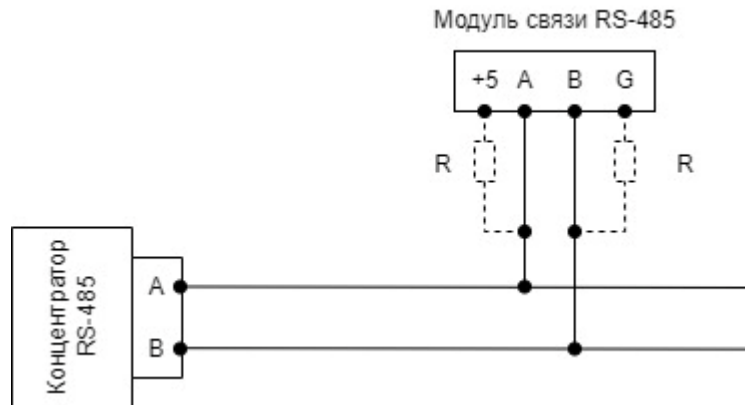 Модуль связи RS-485
+5 A B G
R R
Концентратор
RS-485
A
B